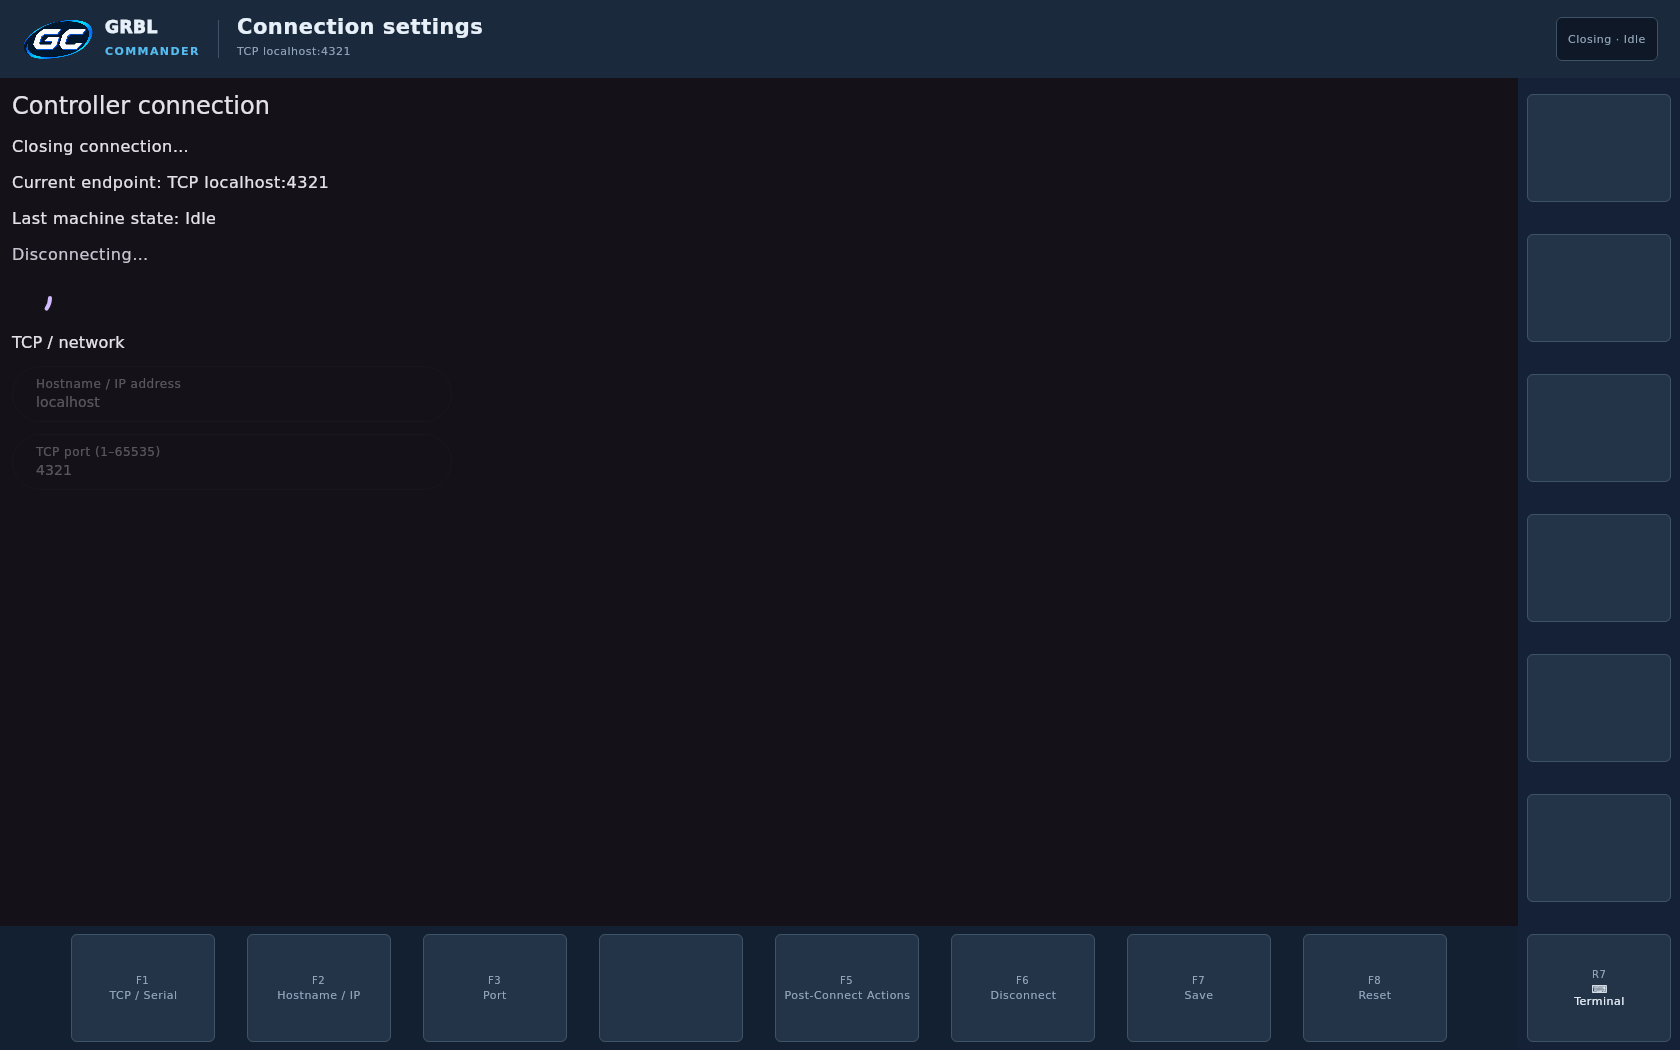 GC
GRBL
COMMANDER
Connection settings
TCP localhost:4321
Closing · Idle
Controller connection
Closing connection...
Current endpoint: TCP localhost:4321
Last machine state: Idle
Disconnecting...
TCP / network
Hostname / IP address
localhost
TCP port (1–65535)
4321
F1
TCP / Serial
F2
Hostname / IP
F3
Port
F5
Post-Connect Actions
F6
Disconnect
F7
Save
F8
Reset
R7
Terminal